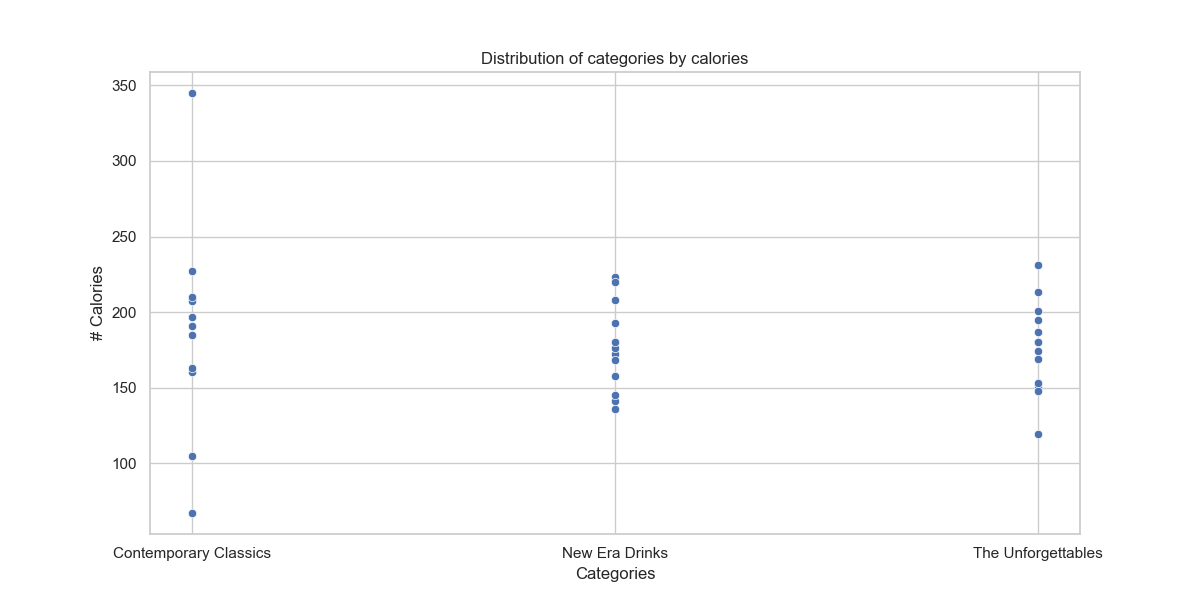 Distribution of categories by calories
350
300
250
200
150
100
# Calories
Contemporary Classics
New Era Drinks
The Unforgettables
Categories